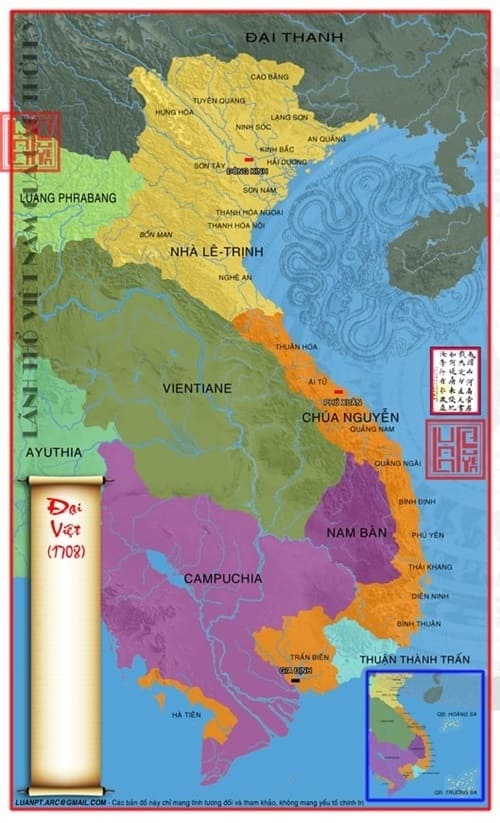 ĐẠI THANH
CAO BẰNG
TUYÊN QUANG
HƯNG HÓA
LẠNG SƠN
NINH SÓC
AN QUẢNG
KINH BẮC
HẢI DƯƠNG
SƠN TÂY
ĐÔNG KINH
SƠN NAM
LUANG PHRABANG
THANH HÓA NGOẠI
THANH HÓA NỘI
BỒN MAN
NHÀ LÊ-TRỊNH
NGHỆ AN
LÃNH THỔ VIỆT NAM QUA
THUẬN HÓA
ÁI TỬ
VIENTIANE
PHÚ XUÂN
CHÚA NGUYỄN
QUẢNG NAM
AYUTHIA
QUẢNG NGÃI
Đại
Việt
(1708)
BÌNH ĐỊNH
NAM BÀN
PHÚ YÊN
THÁI KHANG
CAMPUCHIA
DIÊN NINH
BÌNH THUẬN
TRẤN BIÊN
THUẬN THÀNH TRẤN
GIA ĐỊNH
HÀ TIÊN
QĐ. HOÀNG SA
QĐ. TRƯỜNG SA
LUANPT.ARC@GMAIL.COM - Các bản đồ này chỉ mang tính tương đối và tham khảo, không mang yếu tố chính trị